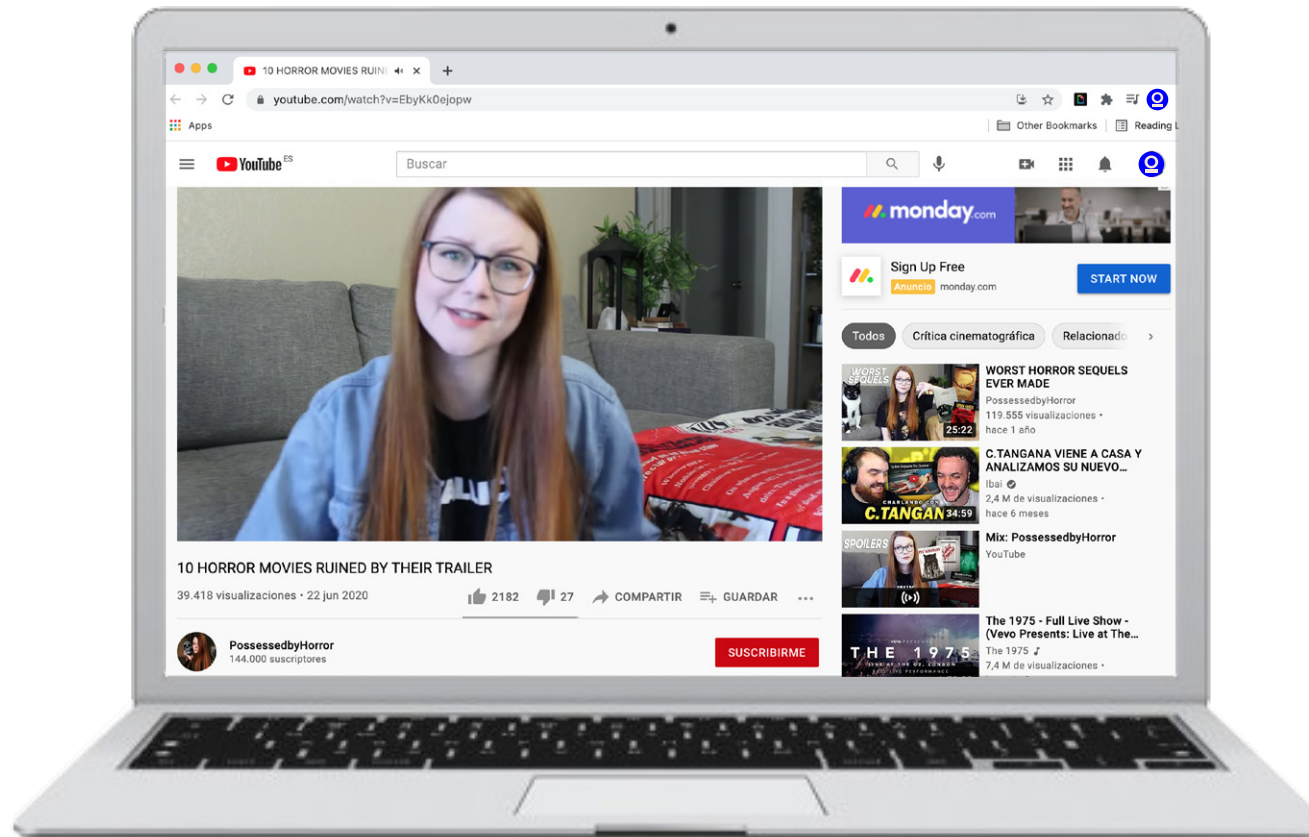 10 HORROR MOVIES RUIN
youtube.com/watch?v=EbyKk0ejopw
Apps
Other Bookmarks
Reading L
YouTube ES
Buscar
monday.com
Sign Up Free
Anuncio monday.com
START NOW
Todos
Crítica cinematográfica
Relacionado
WORST SEQUELS
25:22
WORST HORROR SEQUELS
EVER MADE
PossessedbyHorror
119.555 visualizaciones •
hace 1 año
CHARLANDO CON
C.TANGAN
34:59
C.TANGANA VIENE A CASA Y
ANALIZAMOS SU NUEVO...
Ibai
2,4 M de visualizaciones •
hace 6 meses
SPOILERS
Mix: PossessedbyHorror
YouTube
THE 1975
The 1975 - Full Live Show -
(Vevo Presents: Live at The...
The 1975
7,4 M de visualizaciones •
10 HORROR MOVIES RUINED BY THEIR TRAILER
39.418 visualizaciones • 22 jun 2020
2182
27
COMPARTIR
GUARDAR
PossessedbyHorror
144.000 suscriptores
SUSCRIBIRME